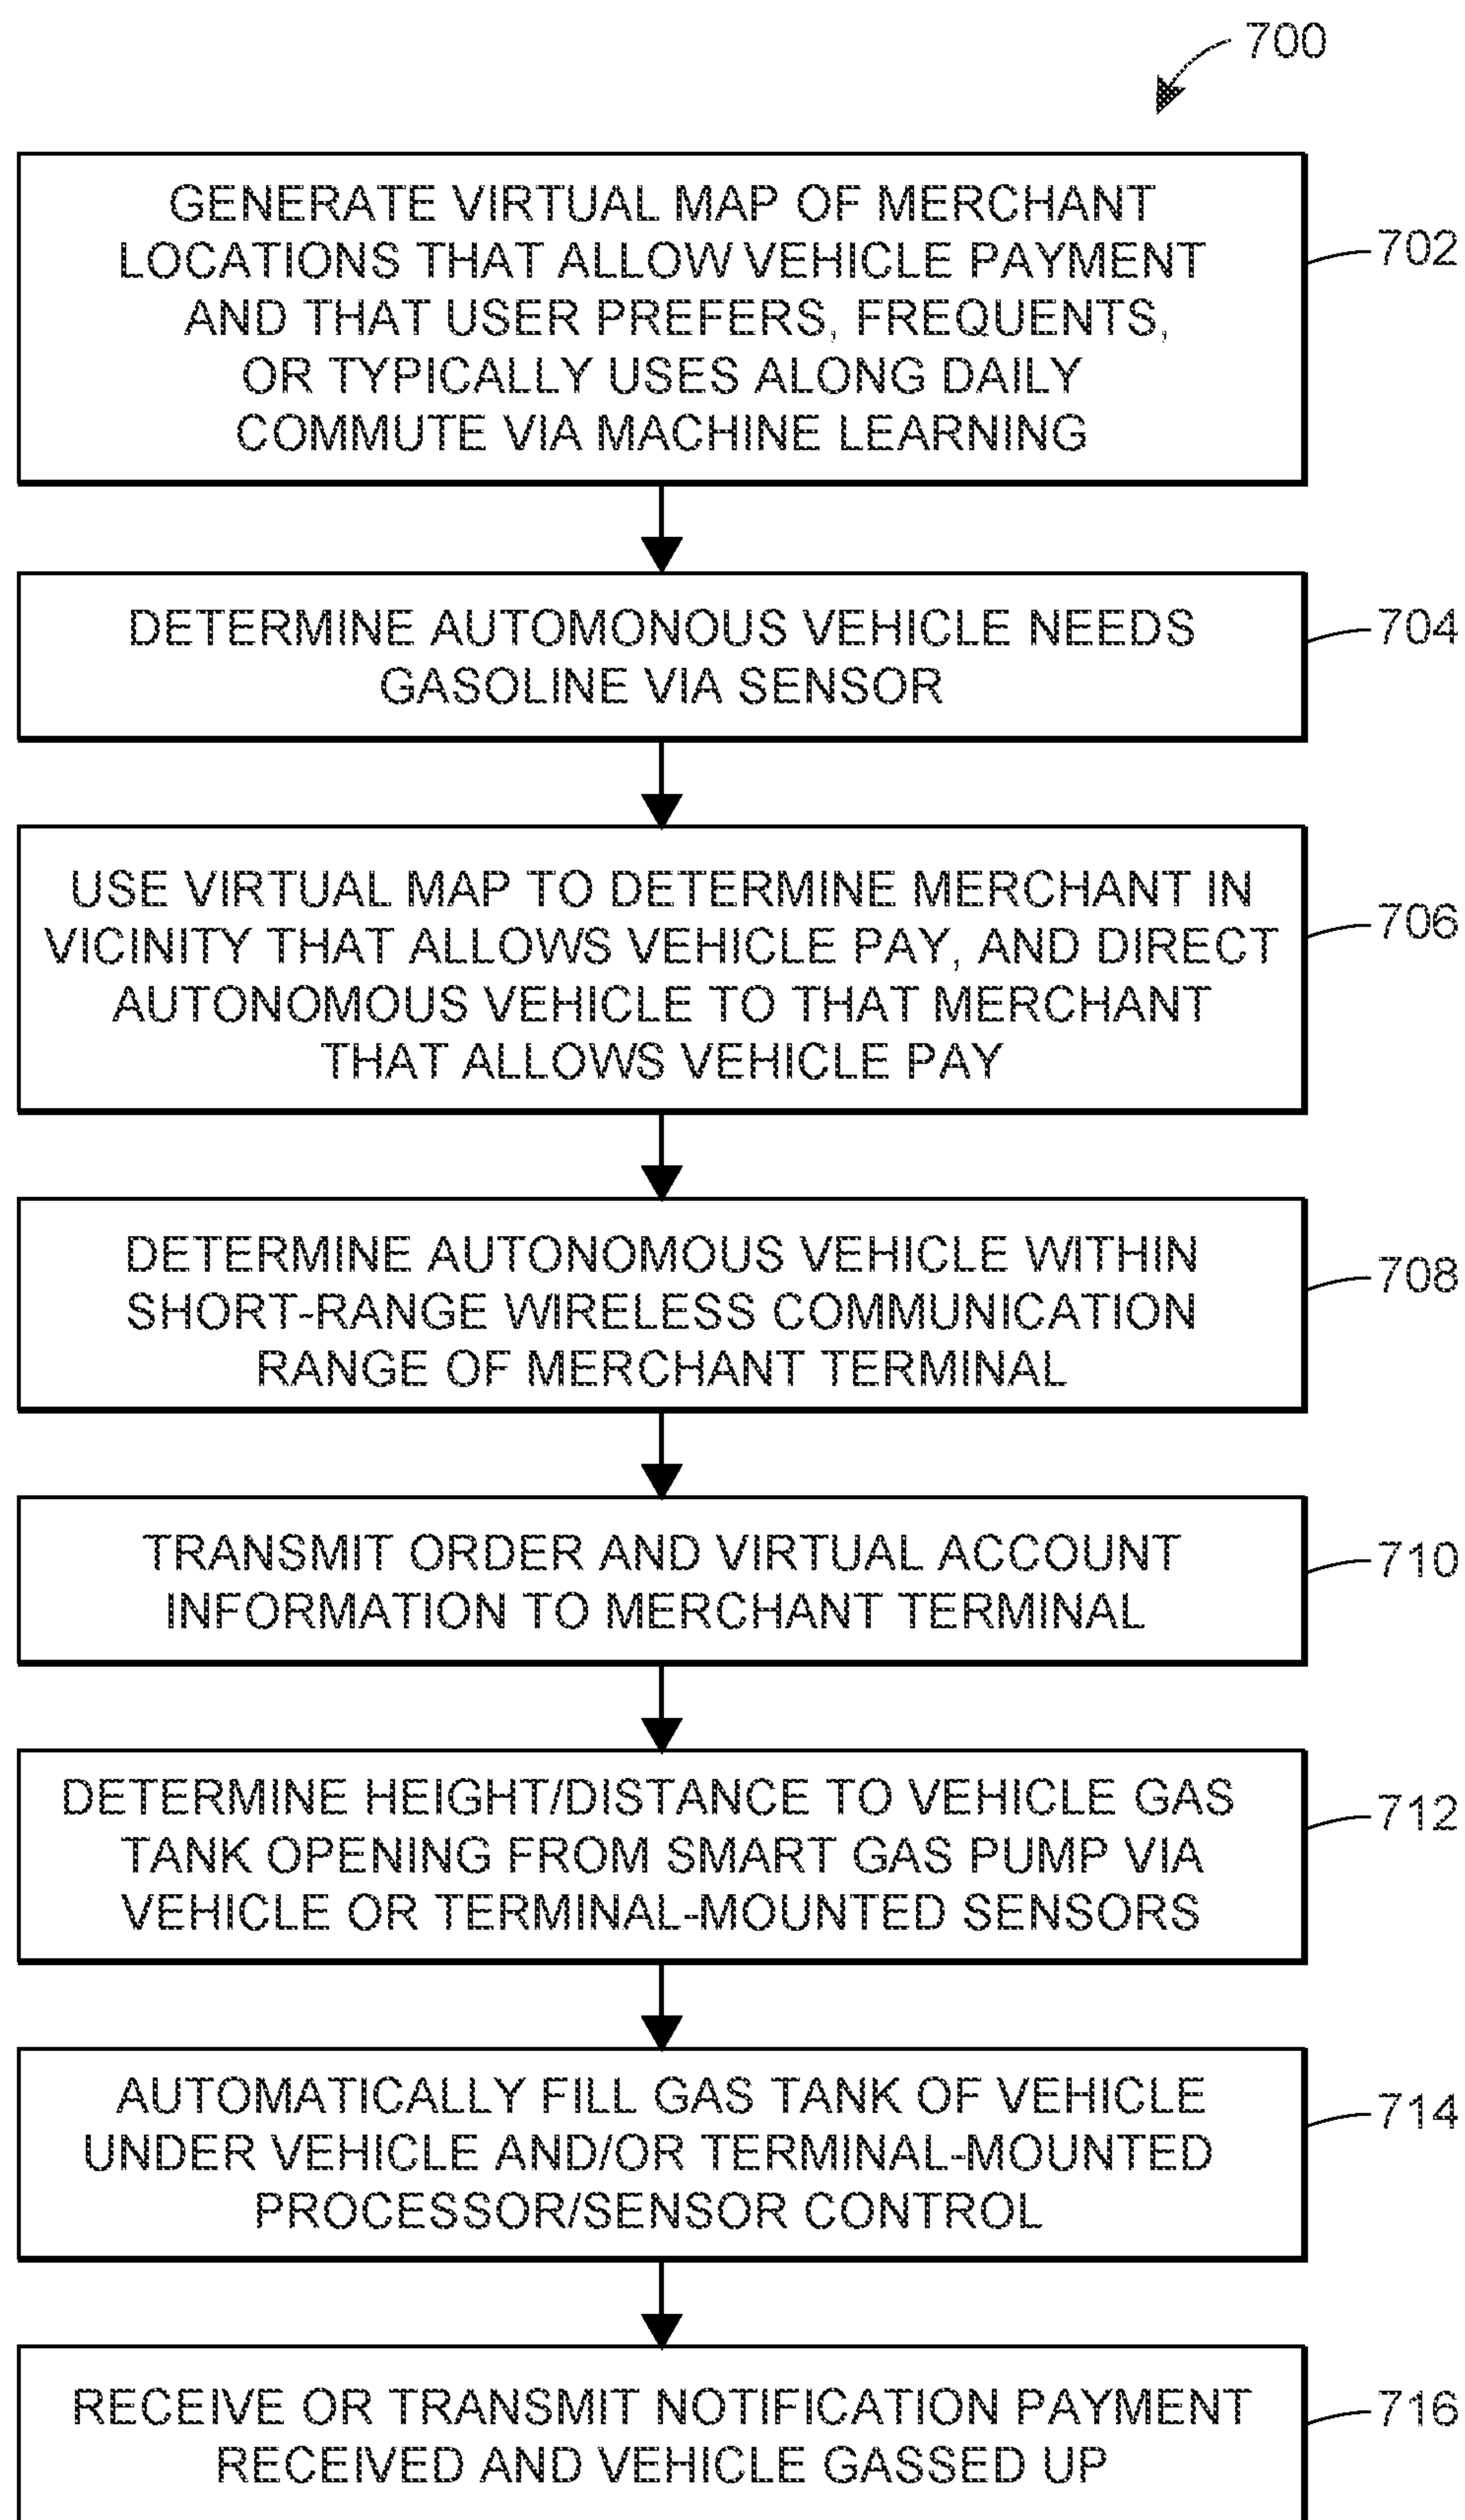 700
GENERATE VIRTUAL MAP OF MERCHANT
LOCATIONS THAT ALLOW VEHICLE PAYMENT
AND THAT USER PREFERS, FREQUENTS,
OR TYPICALLY USES ALONG DAILY
COMMUTE VIA MACHINE LEARNING
702
DETERMINE AUTOMONOUS VEHICLE NEEDS
GASOLINE VIA SENSOR
704
USE VIRTUAL MAP TO DETERMINE MERCHANT IN
VICINITY THAT ALLOWS VEHICLE PAY, AND DIRECT
AUTONOMOUS VEHICLE TO THAT MERCHANT
THAT ALLOWS VEHICLE PAY
706
DETERMINE AUTONOMOUS VEHICLE WITHIN
SHORT-RANGE WIRELESS COMMUNICATION
RANGE OF MERCHANT TERMINAL
708
TRANSMIT ORDER AND VIRTUAL ACCOUNT
INFORMATION TO MERCHANT TERMINAL
710
DETERMINE HEIGHT/DISTANCE TO VEHICLE GAS
TANK OPENING FROM SMART GAS PUMP VIA
VEHICLE OR TERMINAL-MOUNTED SENSORS
712
AUTOMATICALLY FILL GAS TANK OF VEHICLE
UNDER VEHICLE AND/OR TERMINAL-MOUNTED
PROCESSOR/SENSOR CONTROL
714
RECEIVE OR TRANSMIT NOTIFICATION PAYMENT
RECEIVED AND VEHICLE GASSED UP
716